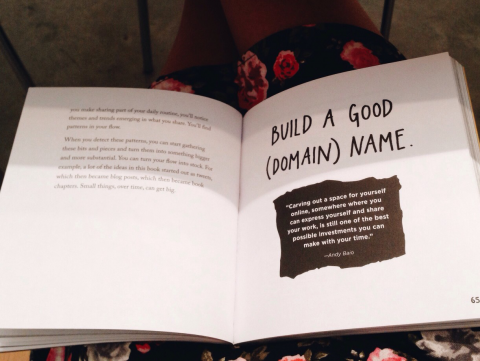 you make sharing part of your daily routine, you'll notice
themes and trends emerging in what you share. You'll find
patterns in your flow.
When you detect these patterns, you can start gathering
these bits and pieces and turn them into something bigger
and more substantial. You can turn your flow into stock. For
example, a lot of the ideas in this book started out as tweets,
which then became blog posts, which then became book
chapters. Small things, over time, can get big.
BUILD A GOOD
(DOMAIN) NAME.
"Carving out a space for yourself
online, somewhere where you
can express yourself and share
your work, is still one of the best
possible investments you can
make with your time."
—Andy Baio
65